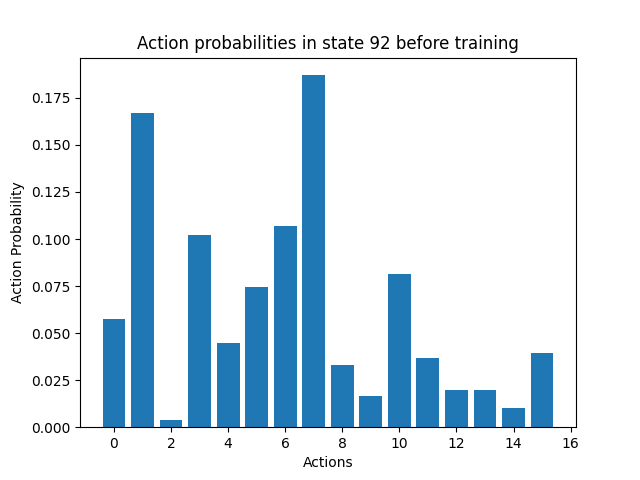 Action probabilities in state 92 before training
0.175
0.150
0.125
0.100
0.075
0.050
0.025
0.000
Action Probability
0 2 4 6 8 10 12 14 16
Actions